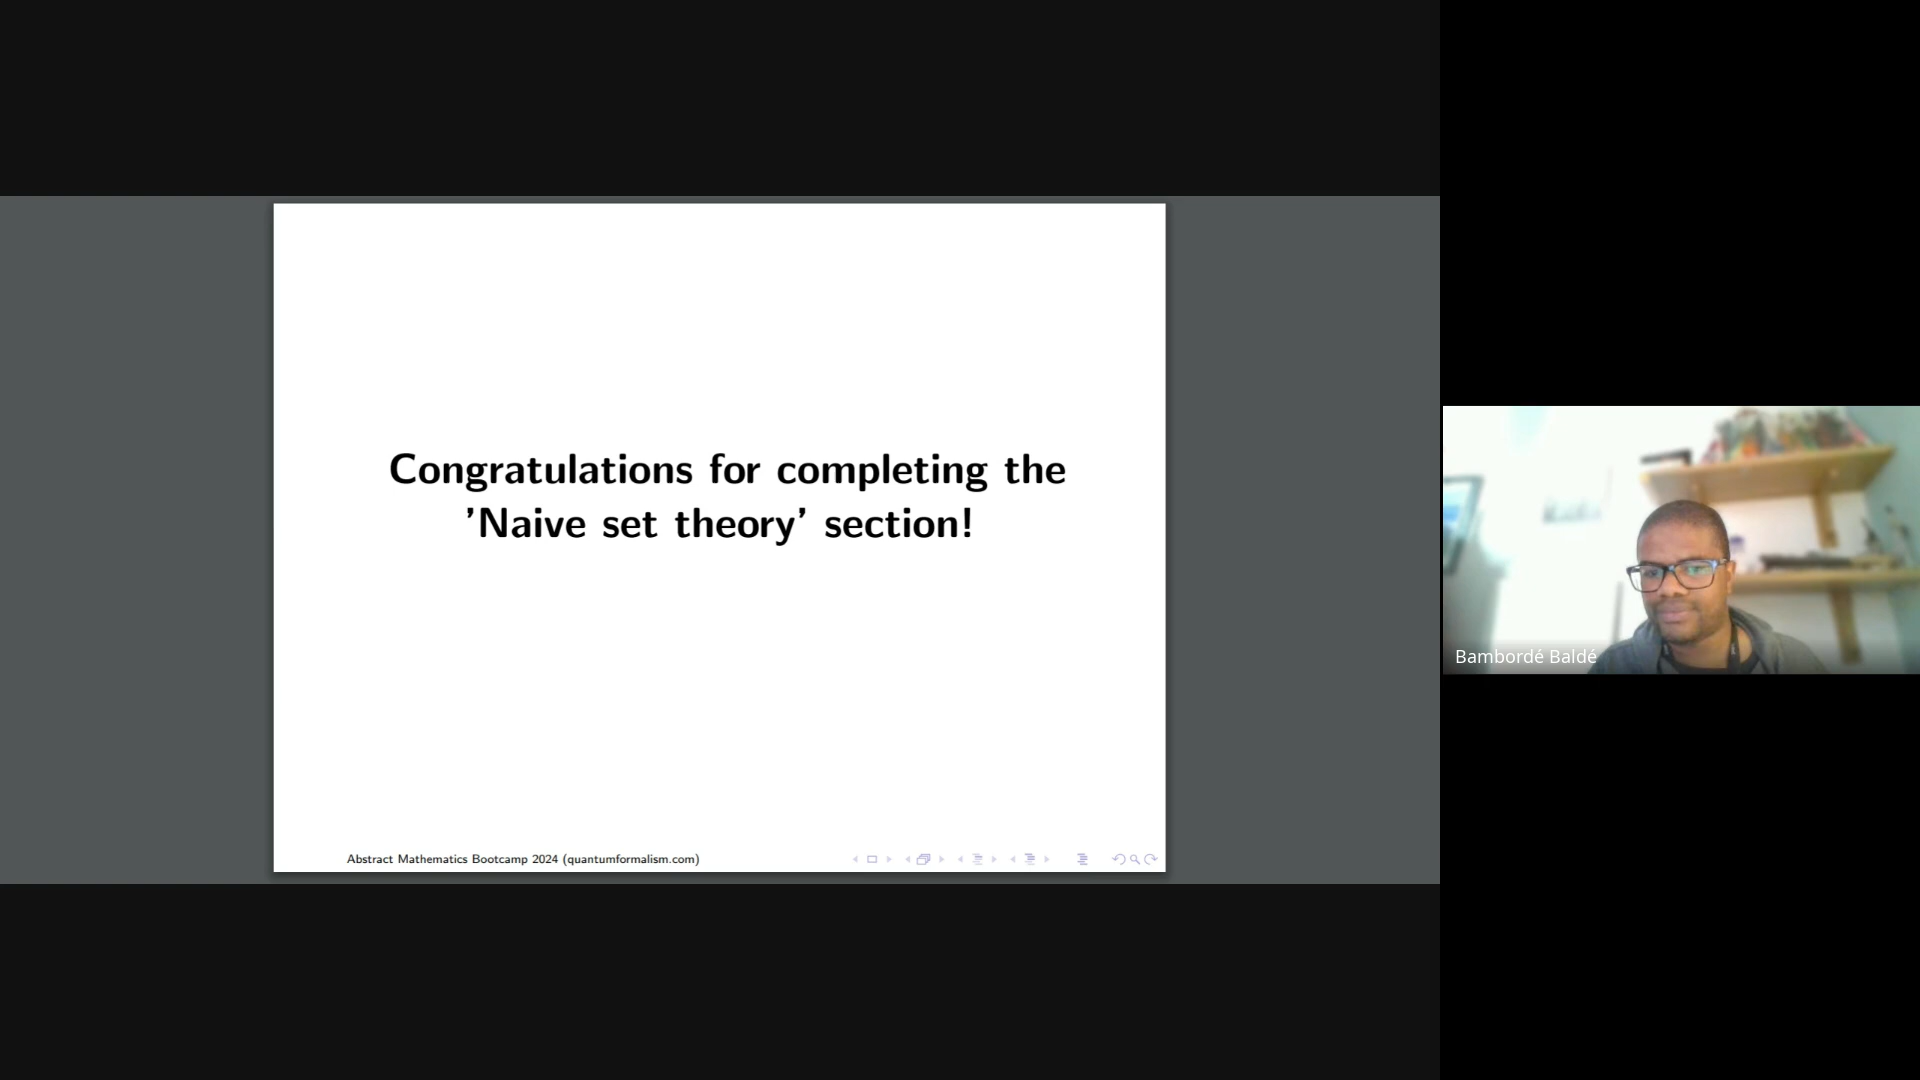 Congratulations for completing the
’Naive set theory’ section!
Abstract Mathematics Bootcamp 2024 (quantumformalism.com)
Bambordé Baldé